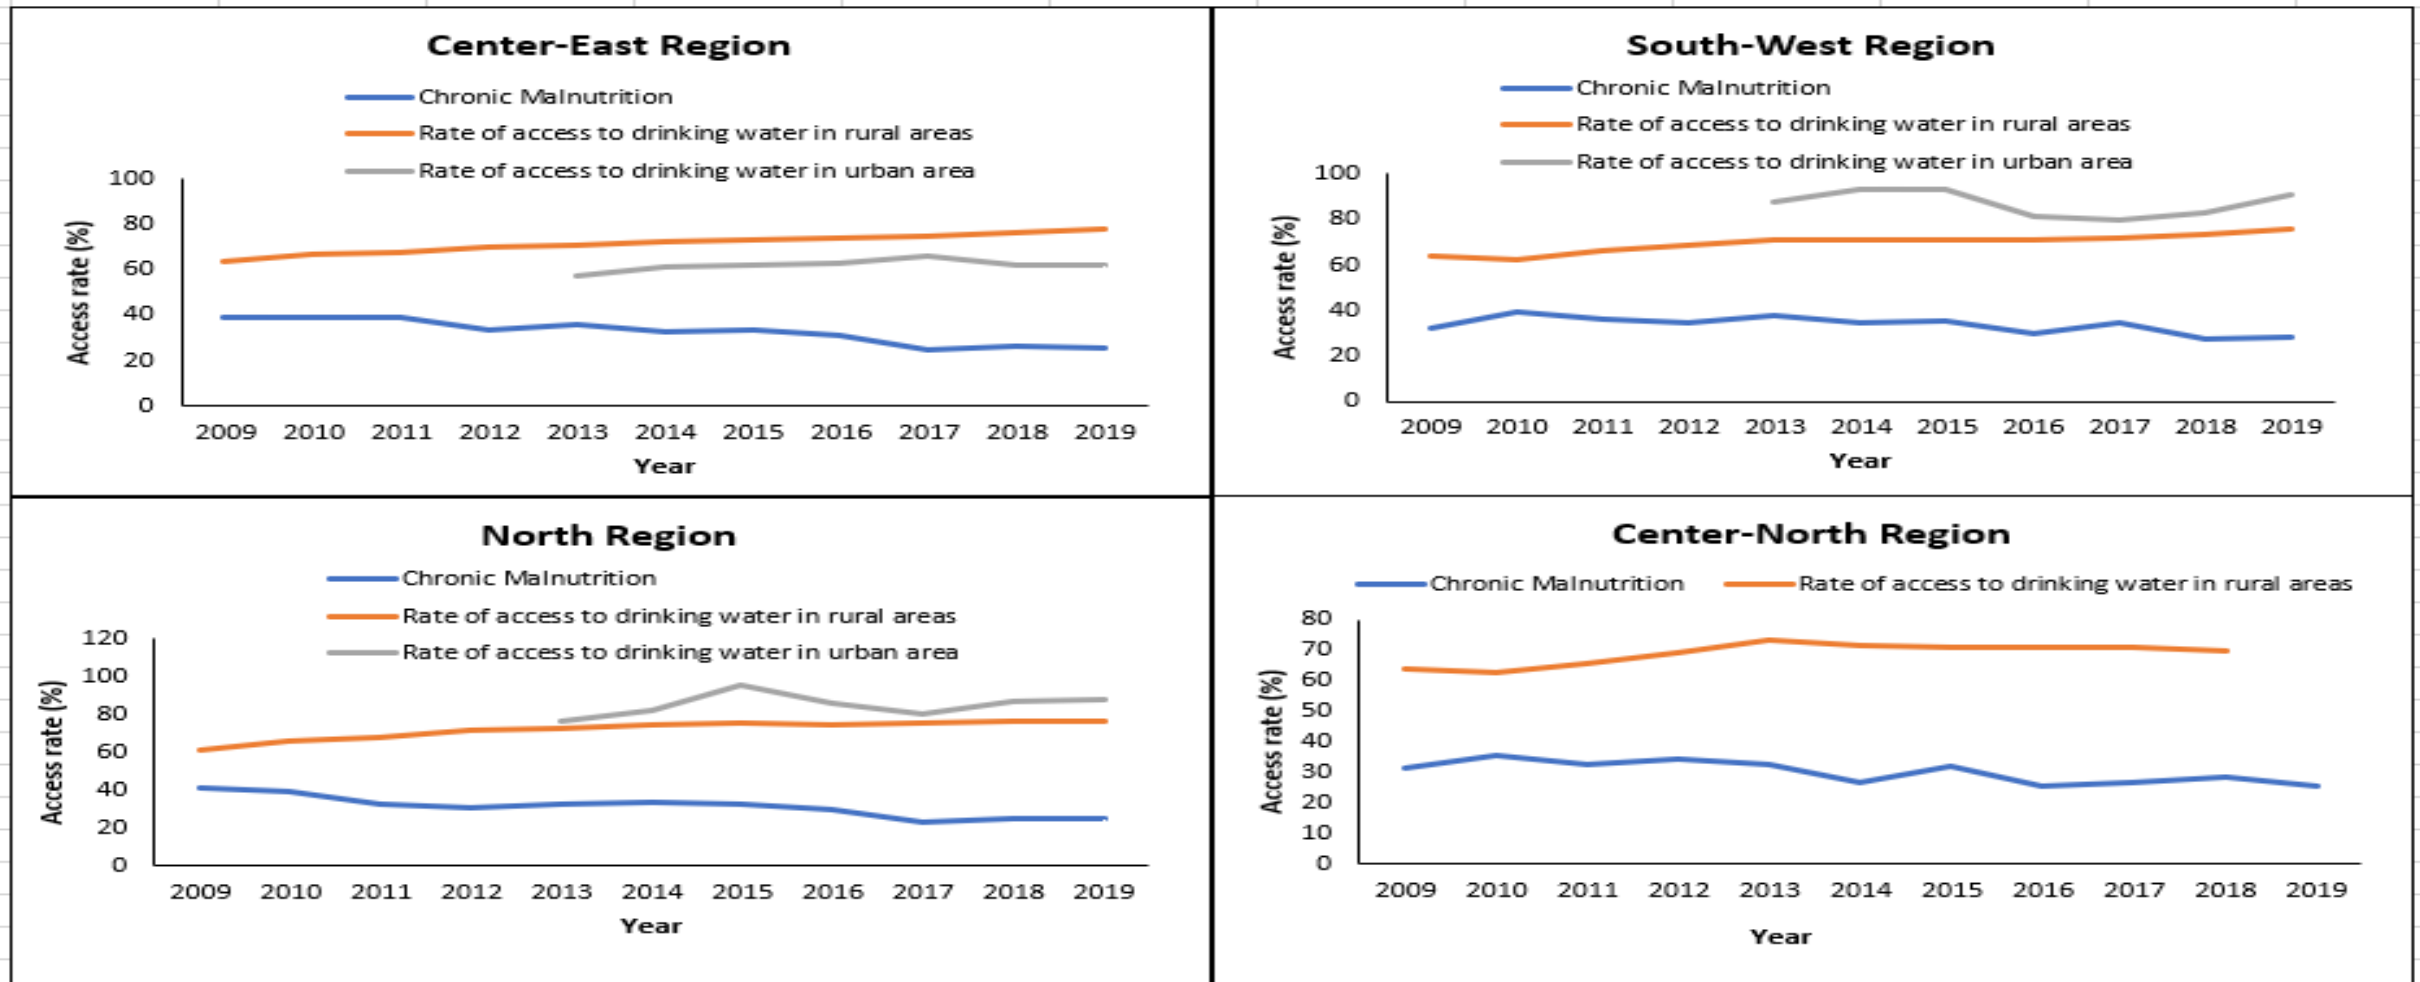 Center-East Region
Chronic Malnutrition
Rate of access to drinking water in rural areas
Rate of access to drinking water in urban area
100
80
60
40
20
0
Access rate (%)
2009 2010 2011 2012 2013 2014 2015 2016 2017 2018 2019
Year
South-West Region
Chronic Malnutrition
Rate of access to drinking water in rural areas
Rate of access to drinking water in urban area
100
80
60
40
20
0
Access rate (%)
2009 2010 2011 2012 2013 2014 2015 2016 2017 2018 2019
Year
North Region
Chronic Malnutrition
Rate of access to drinking water in rural areas
Rate of access to drinking water in urban area
120
100
80
60
40
20
0
Access rate (%)
2009 2010 2011 2012 2013 2014 2015 2016 2017 2018 2019
Year
Center-North Region
Chronic Malnutrition Rate of access to drinking water in rural areas
80
70
60
50
40
30
20
10
0
Access rate (%)
2009 2010 2011 2012 2013 2014 2015 2016 2017 2018 2019
Year